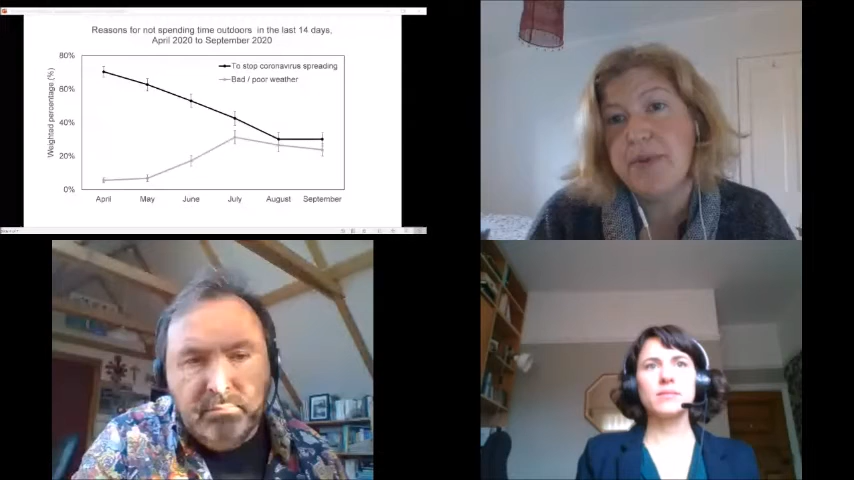 Reasons for not spending time outdoors in the last 14 days,
April 2020 to September 2020
80%
To stop coronavirus spreading
Bad / poor weather
60%
Weighted percentage (%)
40%
20%
0%
April May June July August September